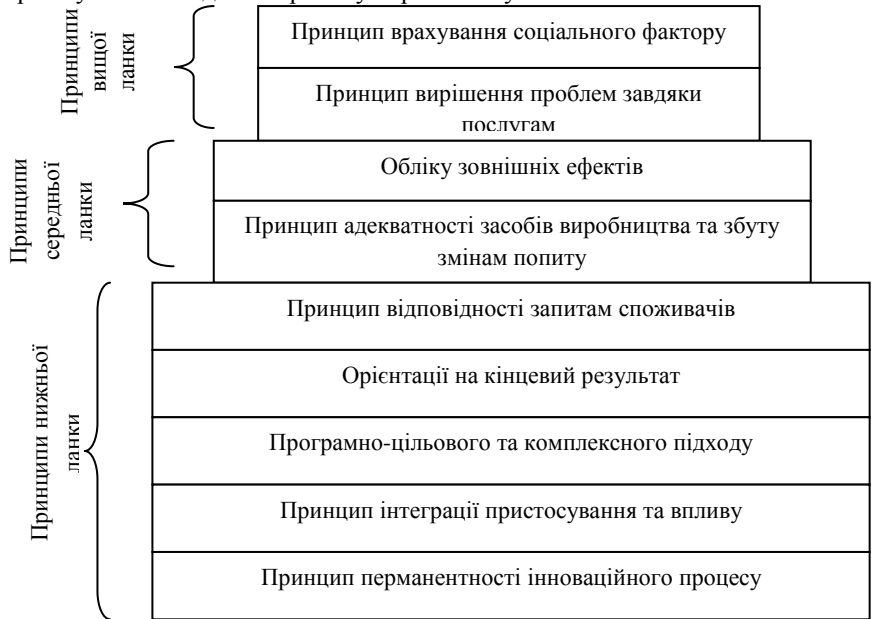 Принципи
вищої
ланки
Принцип врахування соціального фактору
Принцип вирішення проблем завдяки
послугам
Принципи
середньої
ланки
Обліку зовнішніх ефектів
Принцип адекватності засобів виробництва та збуту
змінам попиту
Принципи нижньої
ланки
Принцип відповідності запитам споживачів
Орієнтації на кінцевий результат
Програмно-цільового та комплексного підходу
Принцип інтеграції пристосування та впливу
Принцип перманентності інноваційного процесу